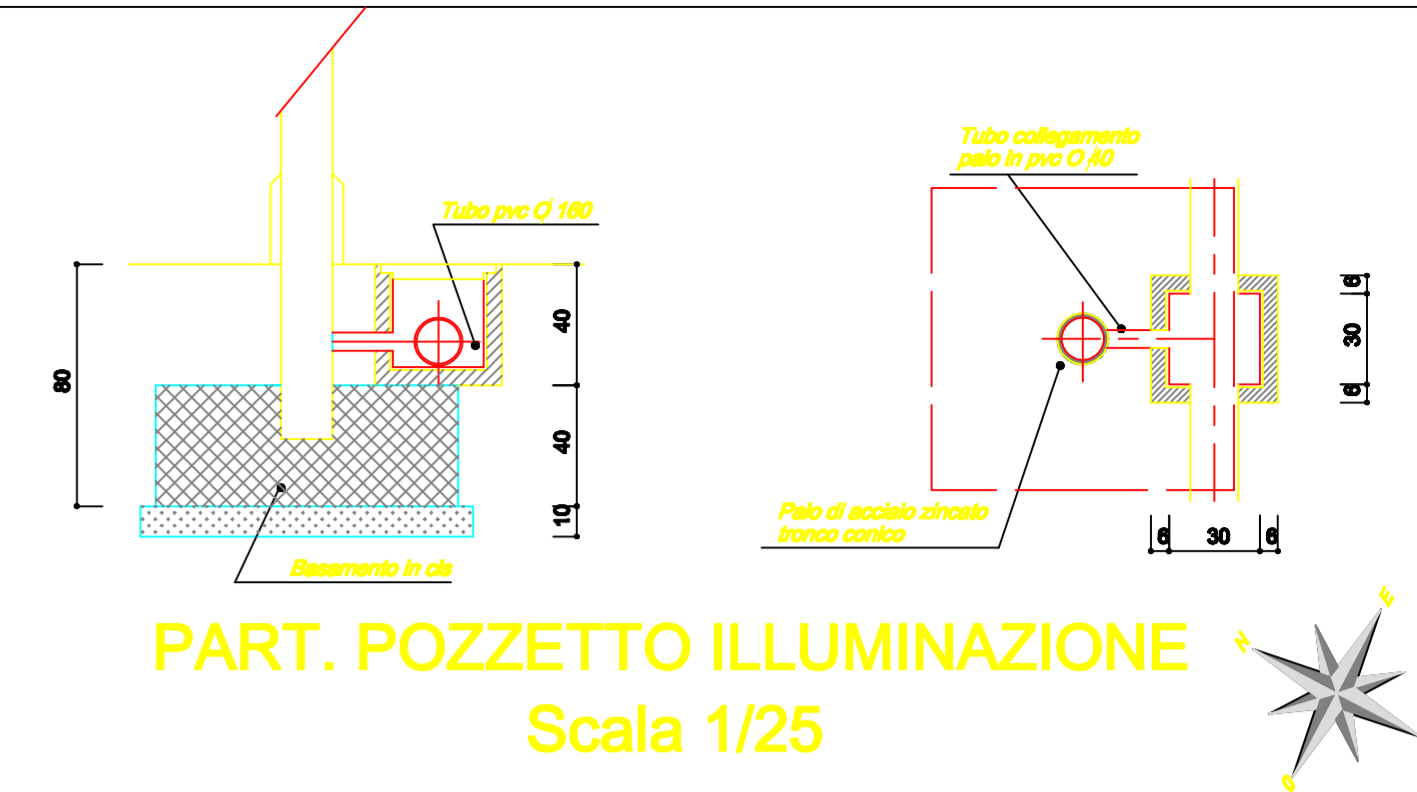 Tubo collegamento
palo in pvc Ø 40
Tubo pvc Ø 160
80
40
40
10
6
30
6
Palo di acciaio zincato
tronco conico
6
30
6
Basamento in cls
PART. POZZETTO ILLUMINAZIONE
Scala 1/25
N
E
O